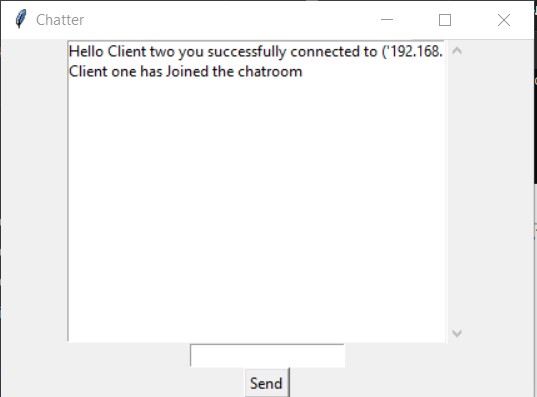 Chatter
Hello Client two you successfully connected to ('192.168.
Client one has Joined the chatroom
Send